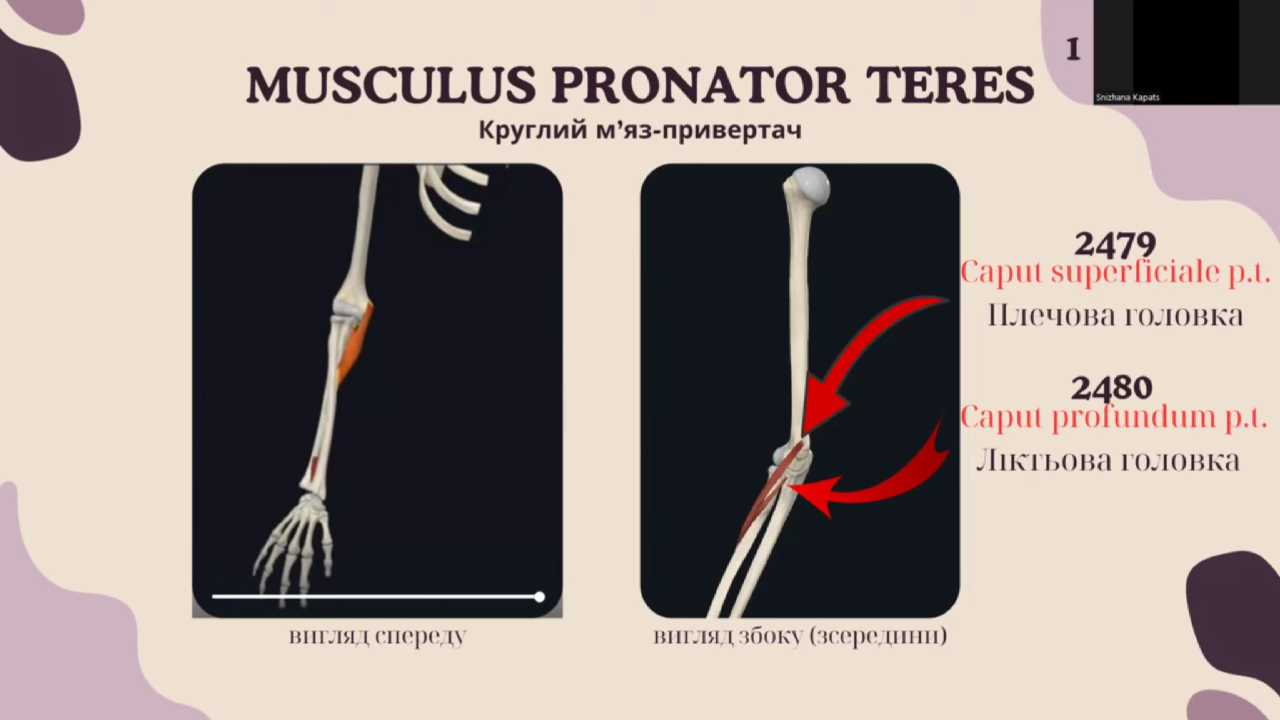 1
Snizhana Kapats
MUSCULUS PRONATOR TERES
Круглий м’яз-привертач
2479
Caput superficiale p.t.
Плечова головка
2480
Caput profundum p.t.
Ліктьова головка
вигляд спереду
вигляд збоку (зсередини)